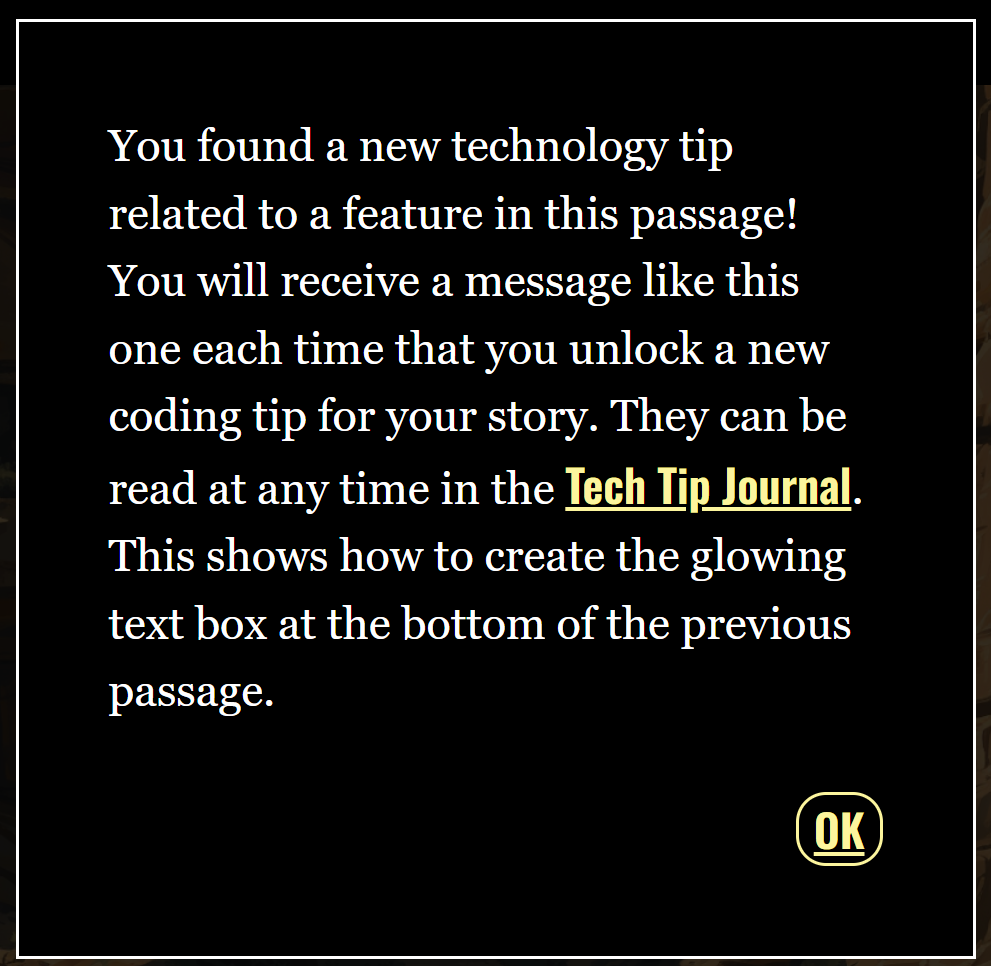 You found a new technology tip
related to a feature in this passage!
You will receive a message like this
one each time that you unlock a new
coding tip for your story. They can be
read at any time in the Tech Tip Journal.
This shows how to create the glowing
text box at the bottom of the previous
passage.
OK